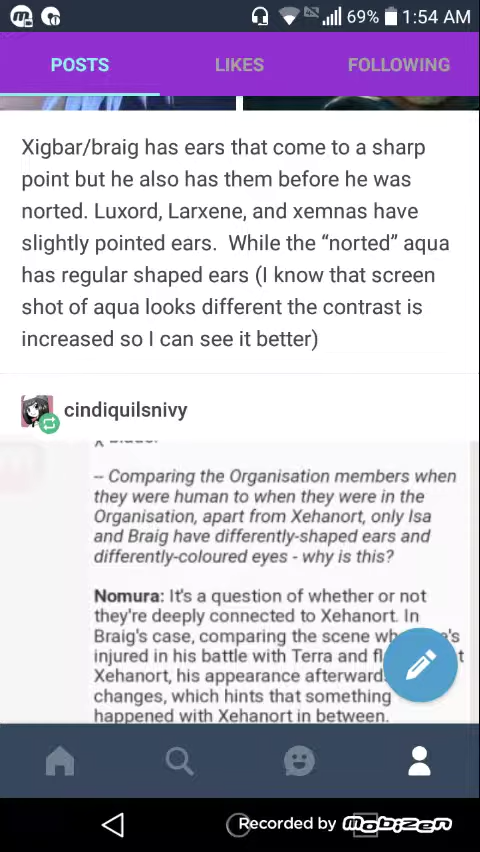 69% 1:54 AM
POSTS LIKES FOLLOWING
Xigbar/braig has ears that come to a sharp
point but he also has them before he was
norted. Luxord, Larxene, and xemnas have
slightly pointed ears. While the “norted” aqua
has regular shaped ears (I know that screen
shot of aqua looks different the contrast is
increased so I can see it better)
cindiquilsnivy
-- Comparing the Organisation members when
they were human to when they were in the
Organisation, apart from Xehanort, only Isa
and Braig have differently-shaped ears and
differently-coloured eyes - why is this?
Nomura: It's a question of whether or not
they're deeply connected to Xehanort. In
Braig's case, comparing the scene 's
injured in his battle with Terra and
Xehanort, his appearance afterward
changes, which hints that something
happened with Xehanort in between.
Recorded by mobizen